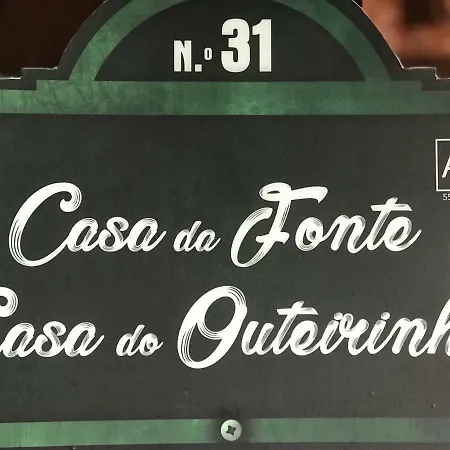 N.º 31
Casa da Fonte
Casa do Outeirinh